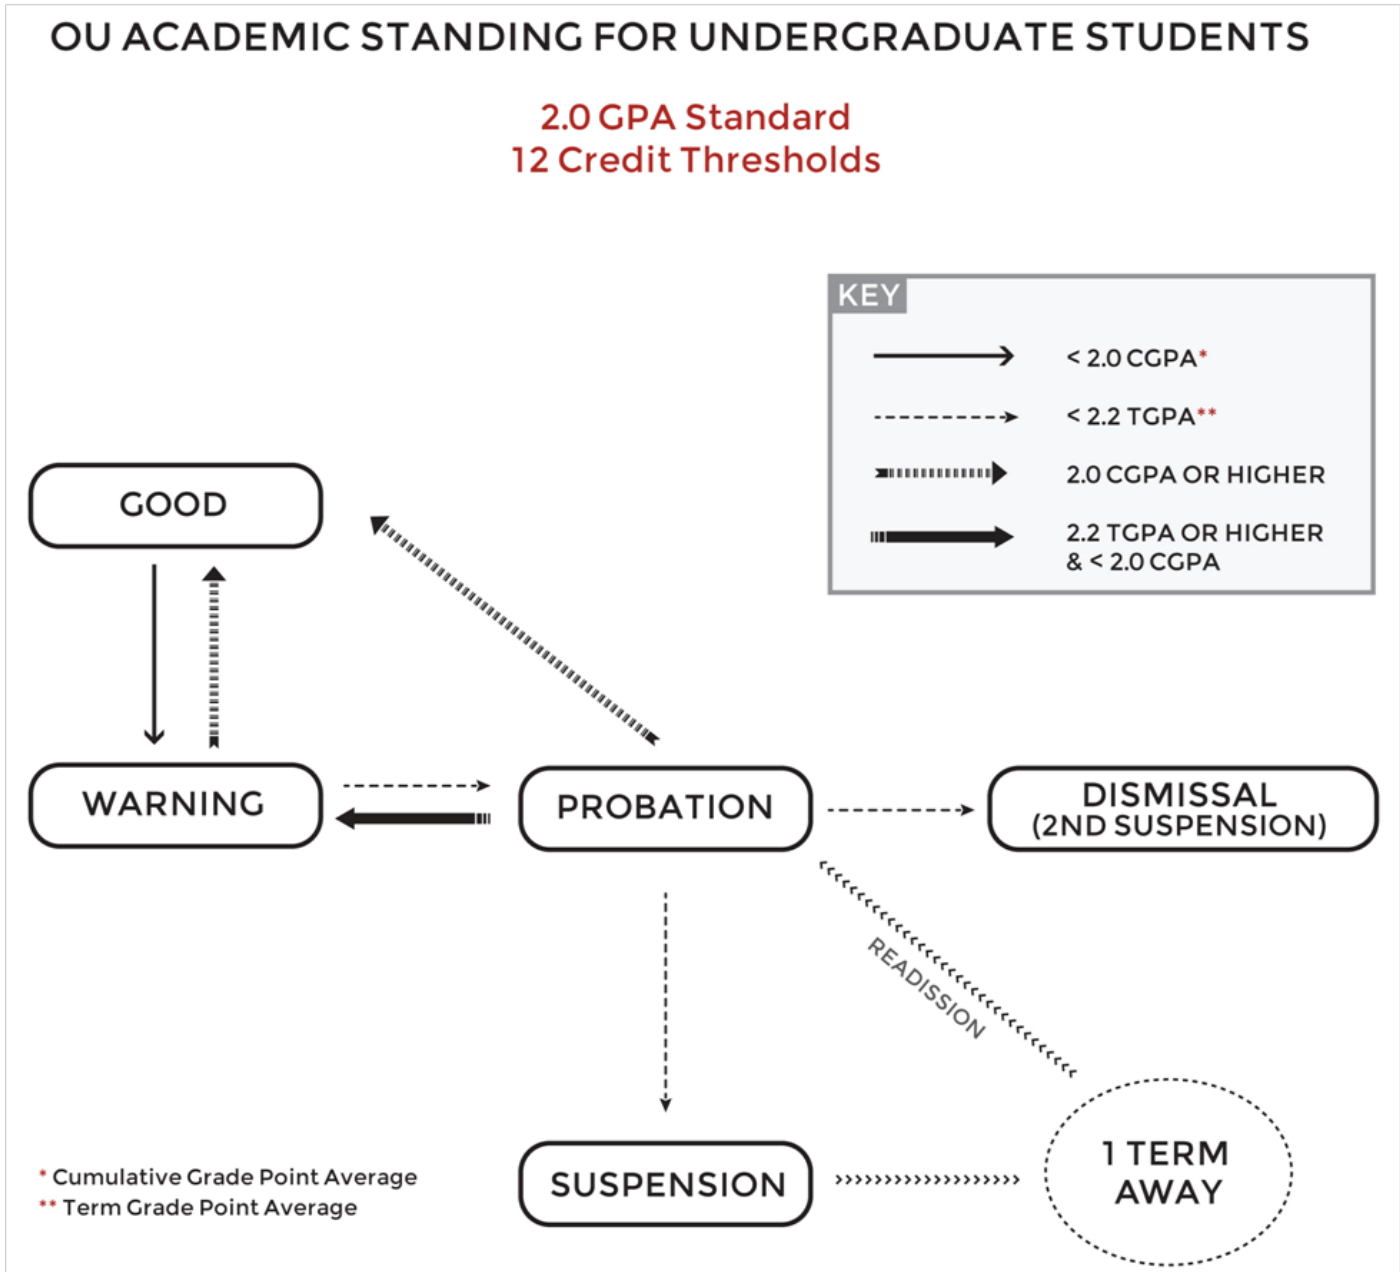 OU ACADEMIC STANDING FOR UNDERGRADUATE STUDENTS
2.0 GPA Standard
12 Credit Thresholds
KEY
< 2.0 CGPA*
< 2.2 TGPA**
2.0 CGPA OR HIGHER
2.2 TGPA OR HIGHER
& < 2.0 CGPA
GOOD
WARNING
PROBATION
DISMISSAL
(2ND SUSPENSION)
READISSION
SUSPENSION
1 TERM
AWAY
* Cumulative Grade Point Average
** Term Grade Point Average